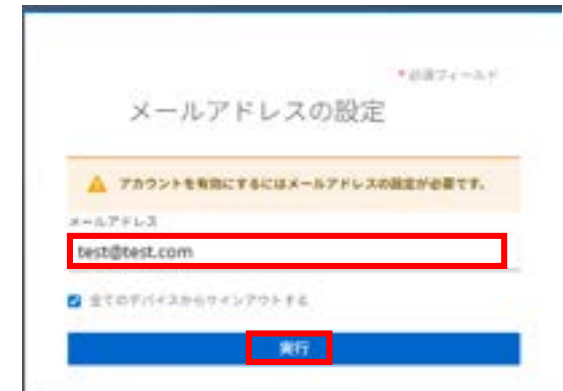 *必須フィールド
メールアドレスの設定
アカウントを有効にするにはメールアドレスの設定が必要です。
メールアドレス
test@test.com
全てのデバイスからサインアウトする
実行